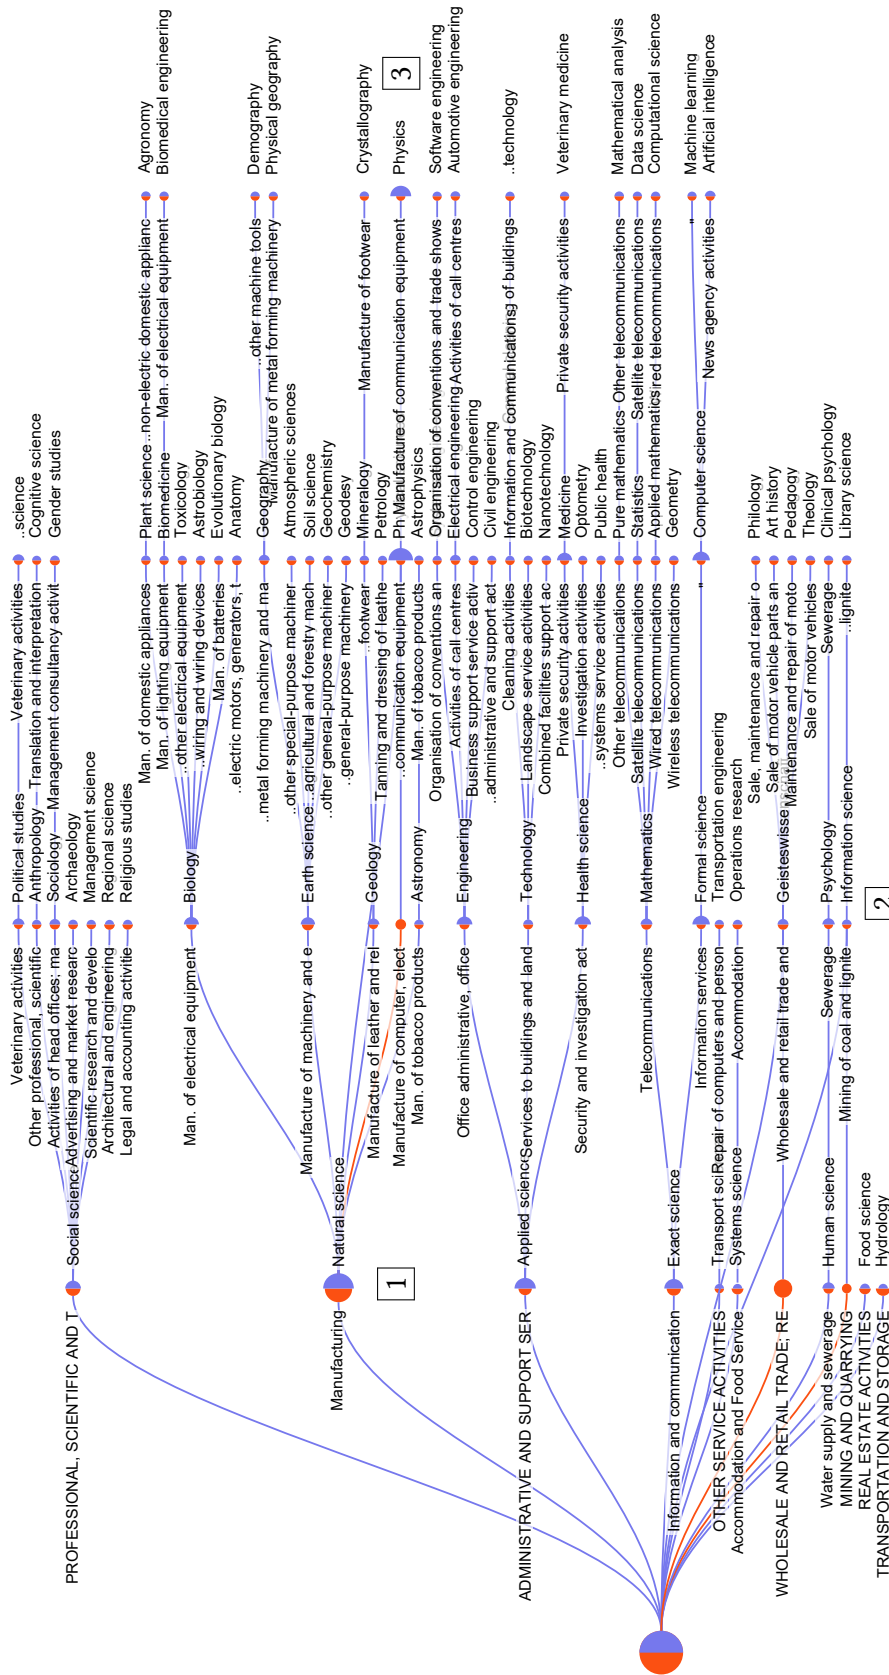 Veterinary activities Political studies Veterinary activities ..science
Other professional, scientific Anthropology Translation and interpretation Cognitive science
Activities of head offices; ma Sociology Management consultancy activit Gender studies
PROFESSIONAL, SCIENTIFIC AND T Social science Advertising and market researc Archaeology
Scientific research and develo Management science
Architectural and engineering Regional science
Legal and accounting activitie Religious studies
Man. of domestic appliances Plant science ..non-electric domestic applianc Agronomy
Man. of lighting equipment Biomedicine Man. of electrical equipment Biomedical engineering
..other electrical equipment Toxicology
Man. of electrical equipment Biology ..wiring and wiring devices Astrobiology
Man. of batteries Evolutionary biology
..electric motors, generators, t Anatomy
..other machine tools Demography
..metal forming machinery and ma Geography Manufacture of metal forming machinery Physical geography
..other special-purpose machiner Atmospheric sciences
Manufacture of machinery and e Earth science ..agricultural and forestry mach Soil science
..other general-purpose machiner Geochemistry
Manufacturing Natural science ..general-purpose machinery Geodesy
..footwear Mineralogy Manufacture of footwear Crystallography
Manufacture of leather and rel Geology Tanning and dressing of leathe Petrology
1
Manufacture of computer, elect ..communication equipment Ph Manufacture of communication equipment Physics
3
Man. of tobacco products Astronomy Man. of tobacco products Astrophysics
Organisation of conventions an Organisation of conventions and trade shows Software engineering
Office administrative, office Engineering Activities of call centres Electrical engineering Activities of call centres Automotive engineering
Business support service activ Control engineering
..administrative and support act Civil engineering
Cleaning activities Information and communications of buildings ..technology
ADMINISTRATIVE AND SUPPORT SER Applied science Services to buildings and land Technology Landscape service activities Biotechnology
Combined facilities support ac Nanotechnology
Private security activities Medicine Private security activities Veterinary medicine
Security and investigation act Health science Investigation activities Optometry
..systems service activities Public health
Other telecommunications Pure mathematics Other telecommunications Mathematical analysis
Satellite telecommunications Statistics Satellite telecommunications Data science
Telecommunications Mathematics Wired telecommunications Applied mathematics ired telecommunications Computational science
Information and communication Exact science Wireless telecommunications Geometry
" Machine learning
Information services Formal science " Computer science
News agency activities Artificial intelligence
OTHER SERVICE ACTIVITIES Transport sci Repair of computers and person Transportation engineering
Accommodation and Food Service Systems science Accommodation Operations research
Sale, maintenance and repair o Philology
WHOLESALE AND RETAIL TRADE; RE Wholesale and retail trade and Geisteswisse Sale of motor vehicle parts an Art history
Maintenance and repair of moto Pedagogy
Sale of motor vehicles Theology
Water supply and sewerage Human science Sewerage Psychology Sewerage Clinical psychology
MINING AND QUARRYING Mining of coal and lignite Information science ..lignite Library science
REAL ESTATE ACTIVITIES Food science
TRANSPORTATION AND STORAGE Hydrology
2